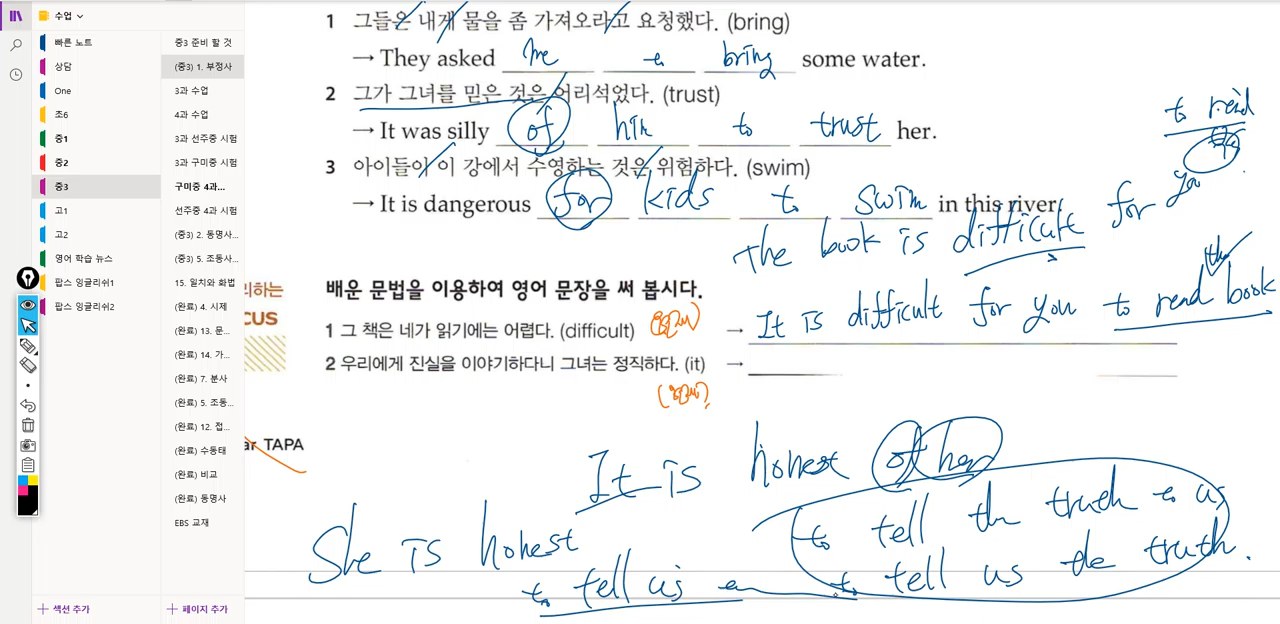 수업
빠른 노트
상담
One
초6
중1
중2
중3
고1
고2
영어 학습 뉴스
팝스 잉글리쉬1
팝스 잉글리쉬2
섹션 추가
중3 준비 할 것
(중3) 1. 부정사
3과 수업
4과 수업
3과 선주중 시험
3과 구미중 시험
구미중 4과...
선주중 4과 시험
(중3) 2. 동명사...
(중3) 5. 조동사...
15. 일치와 화법
(완료) 4. 시제
(완료) 13. 문...
(완료) 14. 가...
(완료) 7. 분사
(완료) 5. 조동...
(완료) 12. 접...
(완료) 수동태
(완료) 비교
(완료) 동명사
EBS 교재
페이지 추가
1 그들은 내게 물을 좀 가져오라고 요청했다. (bring)
→ They asked me to bring some water.
2 그가 그녀를 믿은 것은 어리석었다. (trust)
→ It was silly of him to trust her.
to read
3 아이들이 이 강에서 수영하는 것은 위험하다. (swim)
→ It is dangerous for kids to swim in this river.
The book is difficult for you
리하는
CUS
배운 문법을 이용하여 영어 문장을 써 봅시다.
1 그 책은 네가 읽기에는 어렵다. (difficult) → It is difficult for you to read the book
2 우리에게 진실을 이야기하다니 그녀는 정직하다. (it) →
ar TAPA
It is honest of her
to tell the truth to us
to tell us the truth.
She is honest
to tell us